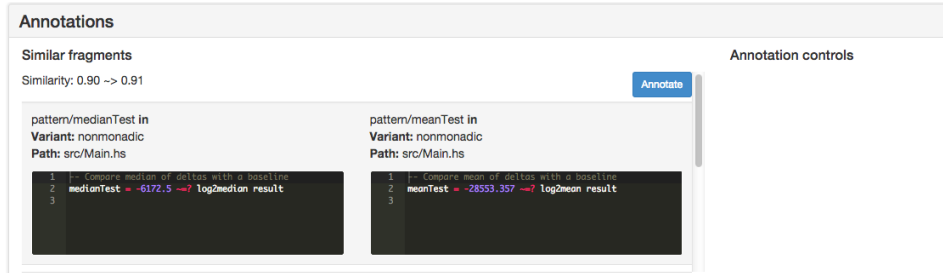 Annotations
Similar fragments
Annotation controls
Similarity: 0.90 ~> 0.91
Annotate
pattern/medianTest in
Variant: nonmonadic
Path: src/Main.hs
1 -- Compare median of deltas with a baseline
2 medianTest = -6172.5 ~=? log2median result
3
pattern/meanTest in
Variant: nonmonadic
Path: src/Main.hs
1 -- Compare mean of deltas with a baseline
2 meanTest = -28553.357 ~=? log2mean result
3